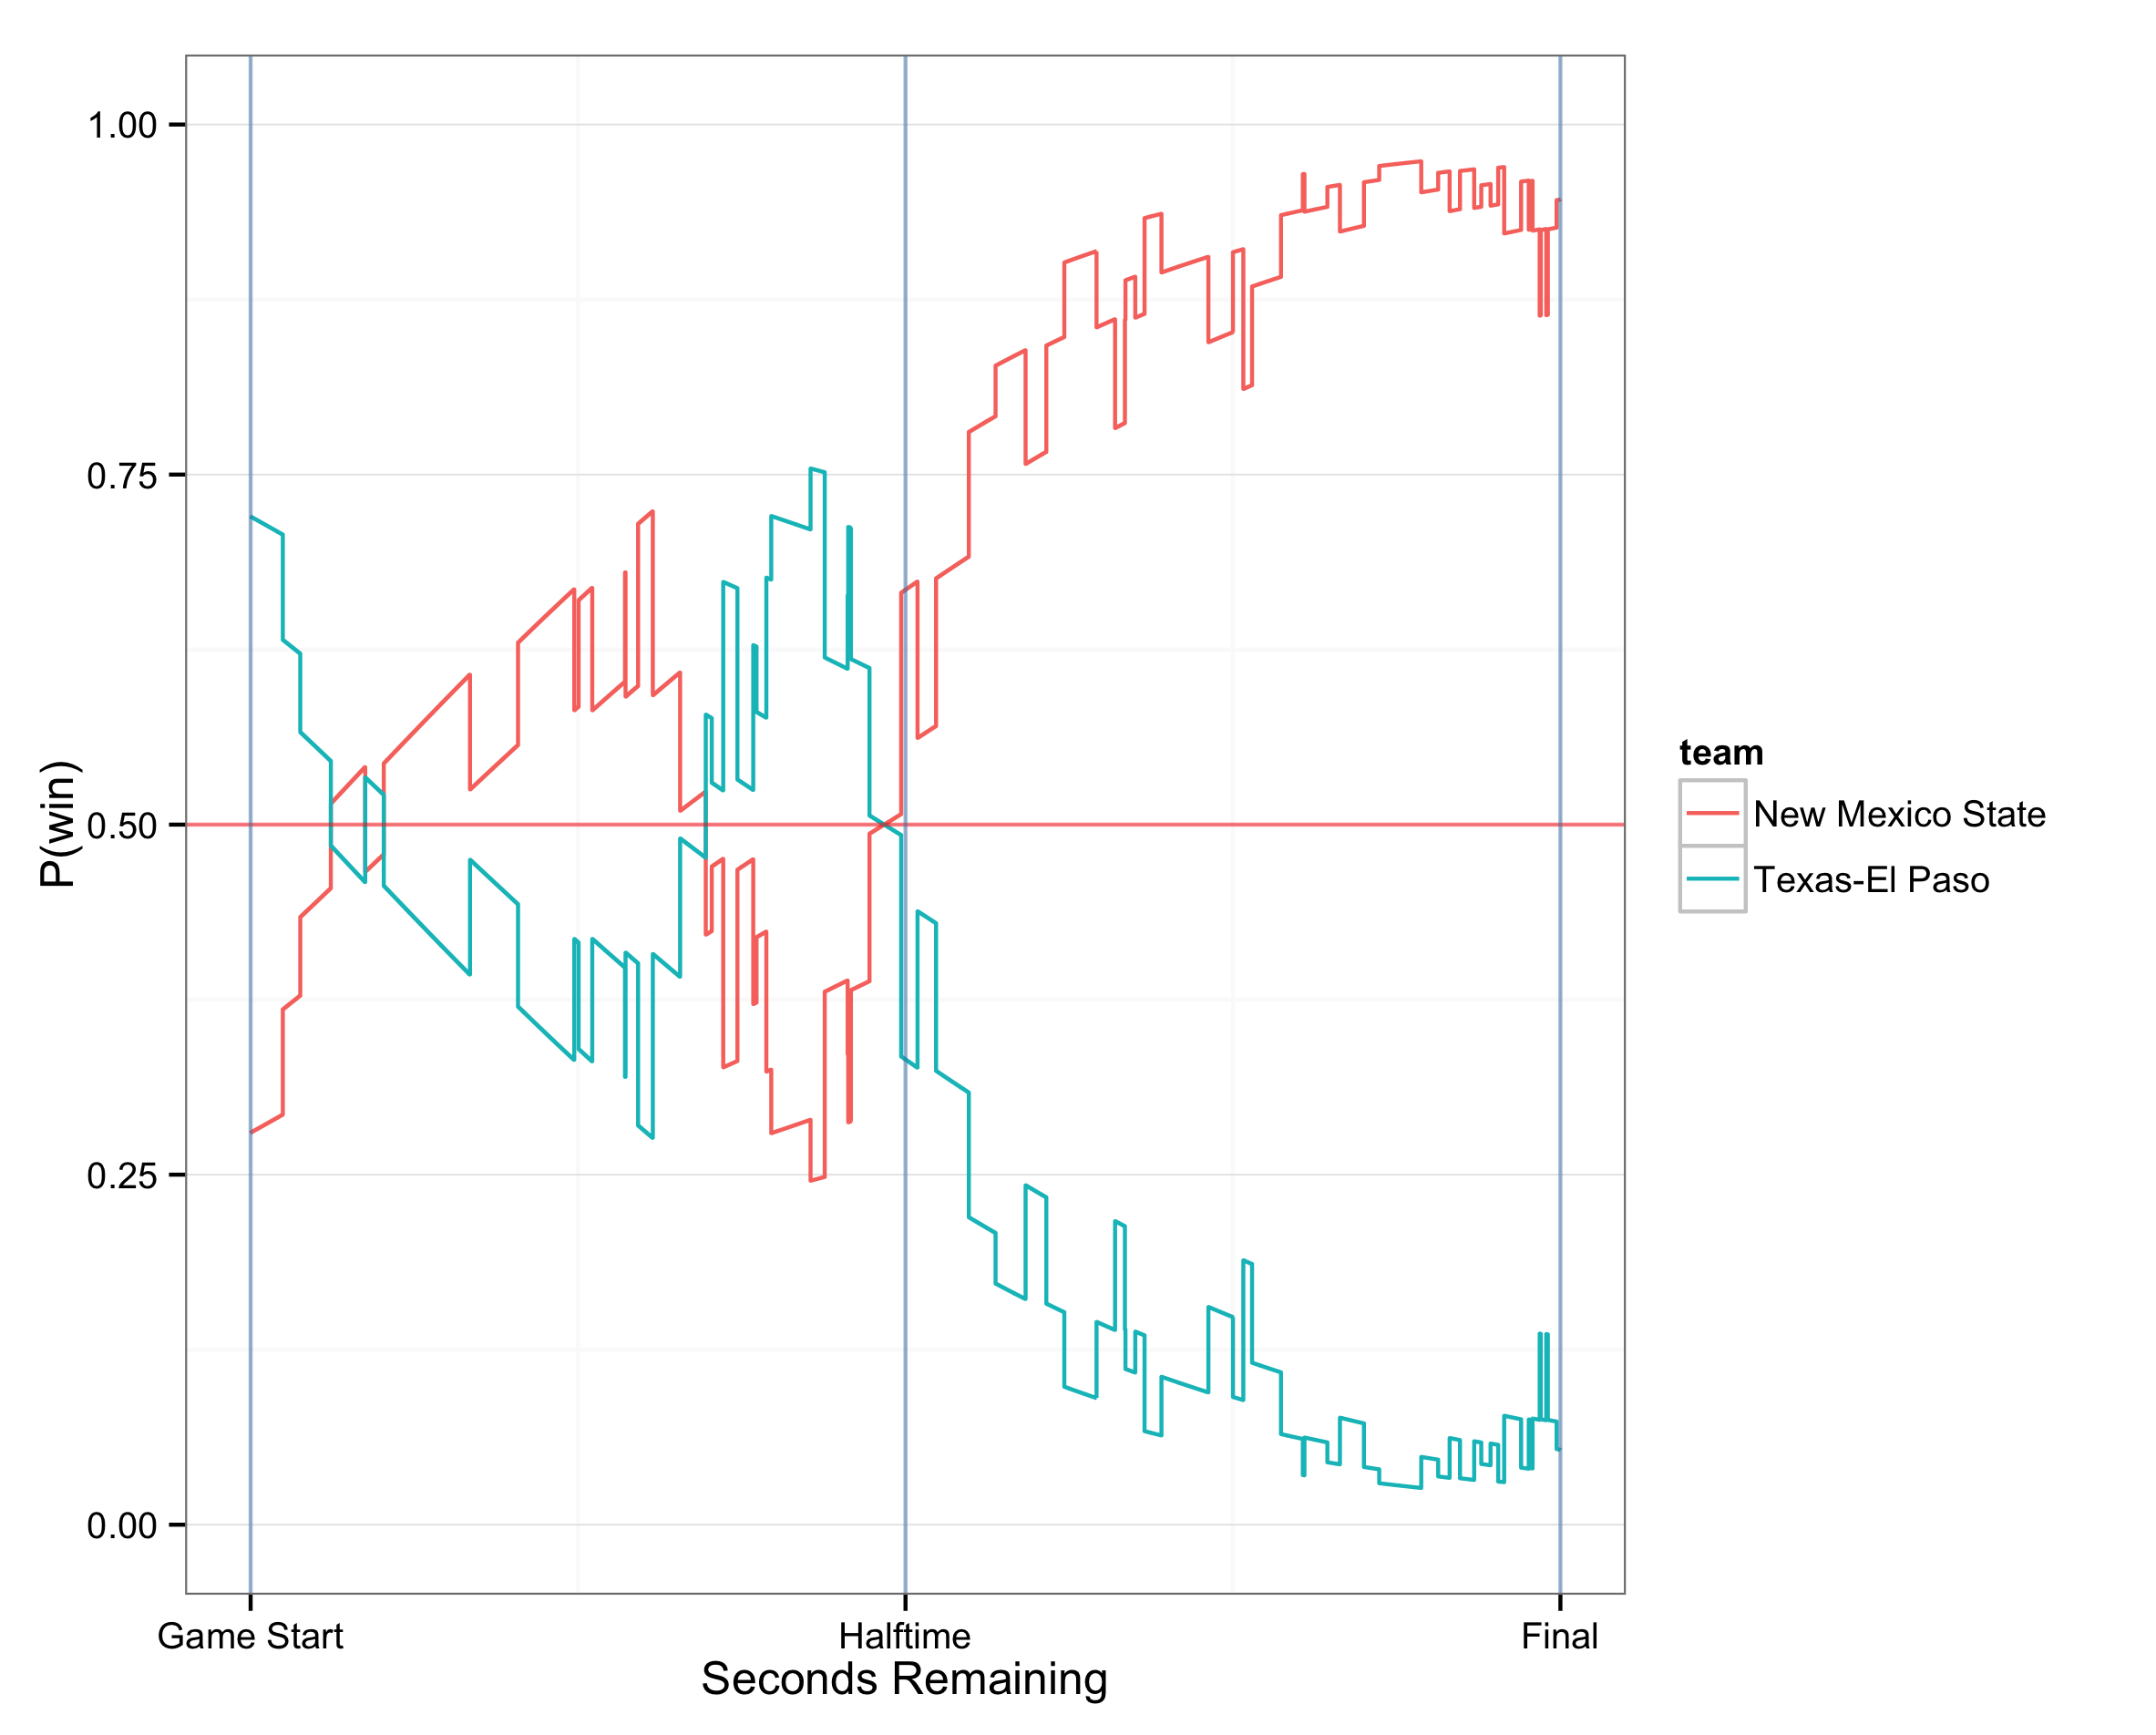 1.00
0.75
0.50
0.25
0.00
P(win)
Game Start
Halftime
Final
Seconds Remaining
team
New Mexico State
Texas-El Paso